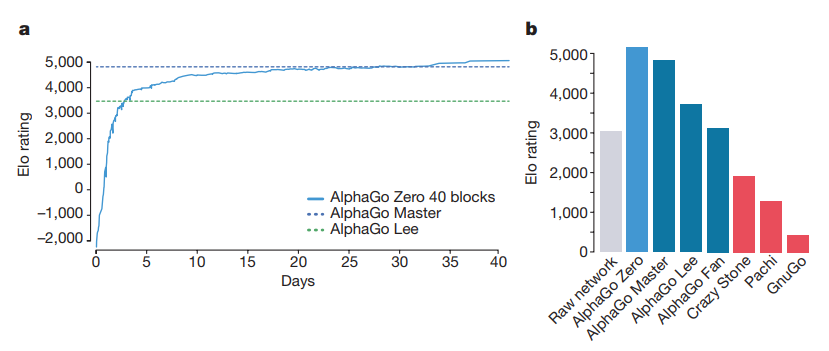 a
Elo rating
5,000
4,000
3,000
2,000
1,000
0
−1,000
−2,000
AlphaGo Zero 40 blocks
AlphaGo Master
AlphaGo Lee
0 5 10 15 20 25 30 35 40
Days
b
Elo rating
5,000
4,000
3,000
2,000
1,000
0
Raw network
AlphaGo Zero
AlphaGo Master
AlphaGo Lee
AlphaGo Fan
Crazy Stone
Pachi
GnuGo